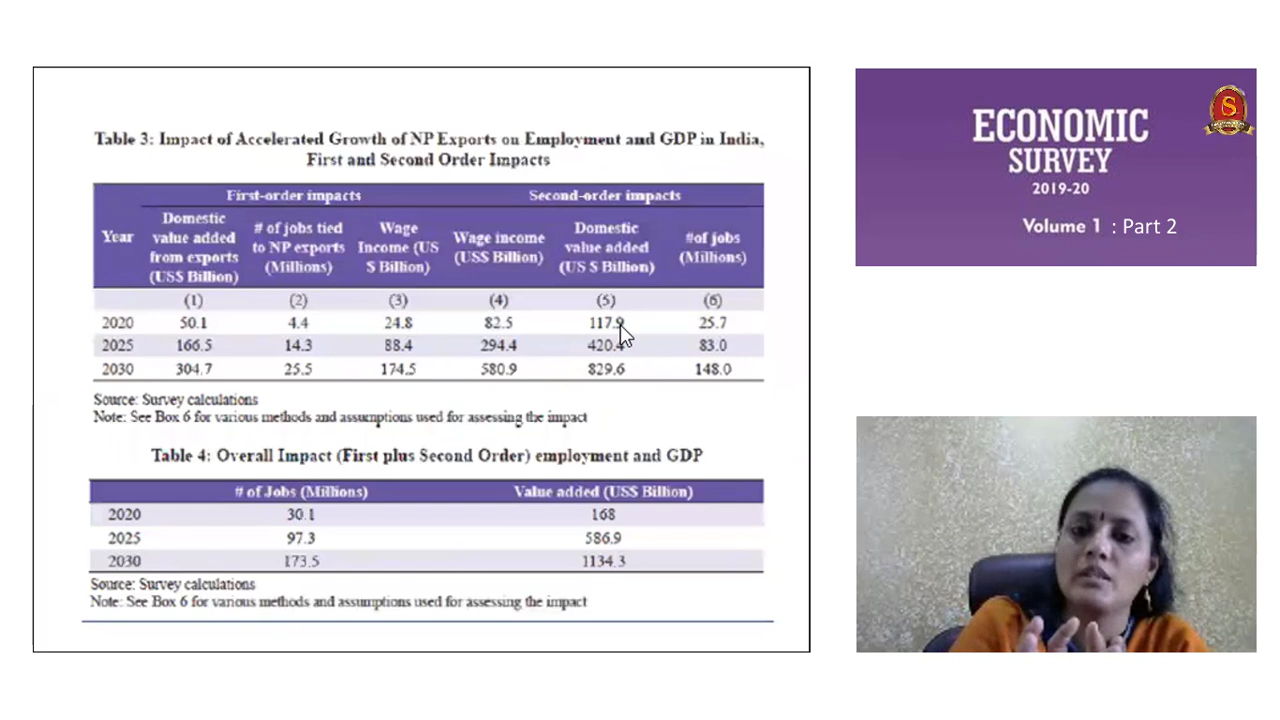 Table 3: Impact of Accelerated Growth of NP Exports on Employment and GDP in India,
First and Second Order Impacts
First-order impacts Second-order impacts
Year Domestic value added from exports (US$ Billion) # of jobs tied to NP exports (Millions) Wage Income (US $ Billion) Wage income (US$ Billion) Domestic value added (US $ Billion) #of jobs (Millions)
(1) (2) (3) (4) (5) (6)
2020 50.1 4.4 24.8 82.5 117.9 25.7
2025 166.5 14.3 88.4 294.4 420.4 83.0
2030 304.7 25.5 174.5 580.9 829.6 148.0
Source: Survey calculations
Note: See Box 6 for various methods and assumptions used for assessing the impact
Table 4: Overall Impact (First plus Second Order) employment and GDP
# of Jobs (Millions) Value added (US$ Billion)
2020 30.1 168
2025 97.3 586.9
2030 173.5 1134.3
Source: Survey calculations
Note: See Box 6 for various methods and assumptions used for assessing the impact
ECONOMIC
SURVEY
2019-20
Volume 1 : Part 2
S